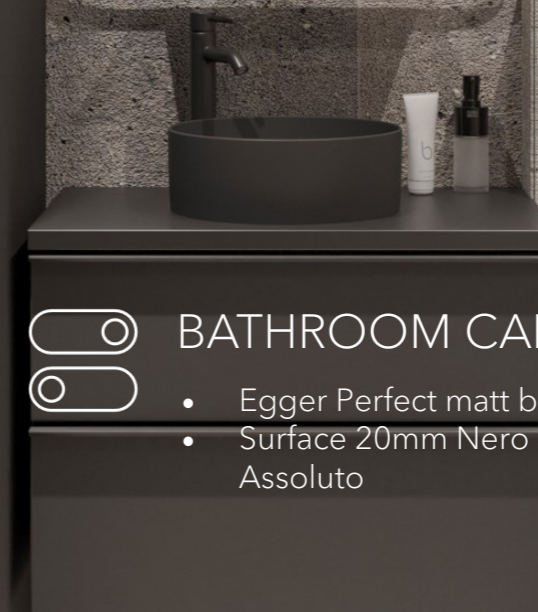 b
BATHROOM CA
• Egger Perfect matt b
• Surface 20mm Nero
Assoluto